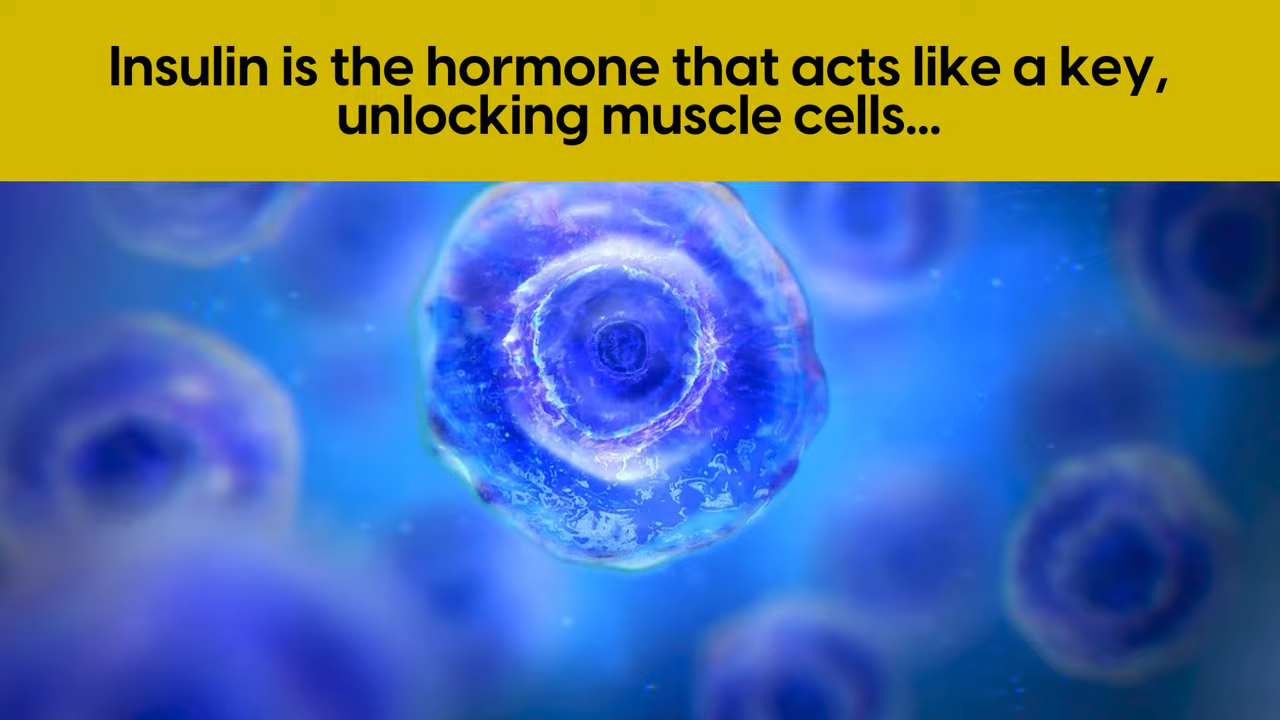 Insulin is the hormone that acts like a key,
unlocking muscle cells...